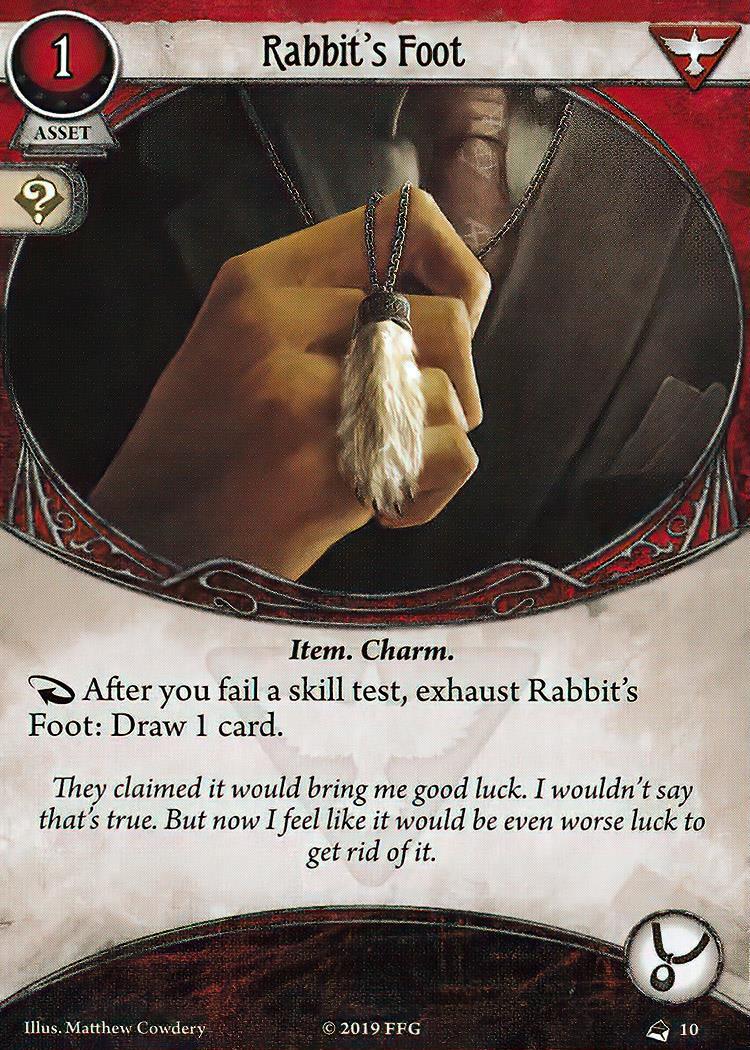 1
Rabbit's Foot
ASSET
?
Item. Charm.
After you fail a skill test, exhaust Rabbit's
Foot: Draw 1 card.
They claimed it would bring me good luck. I wouldn't say
that's true. But now I feel like it would be even worse luck to
get rid of it.
Illus. Matthew Cowdery
© 2019 FFG
10